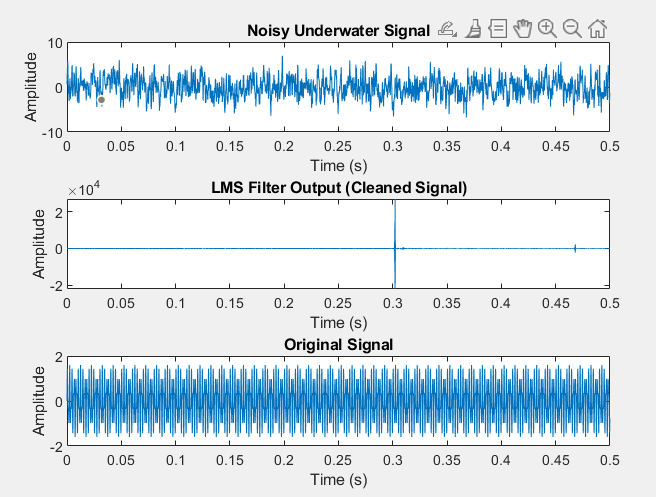 Noisy Underwater Signal
10
0
-10
Amplitude
0 0.05 0.1 0.15 0.2 0.25 0.3 0.35 0.4 0.45 0.5
Time (s)
×10^4
LMS Filter Output (Cleaned Signal)
2
0
-2
Amplitude
0 0.05 0.1 0.15 0.2 0.25 0.3 0.35 0.4 0.45 0.5
Time (s)
Original Signal
2
0
-2
Amplitude
0 0.05 0.1 0.15 0.2 0.25 0.3 0.35 0.4 0.45 0.5
Time (s)